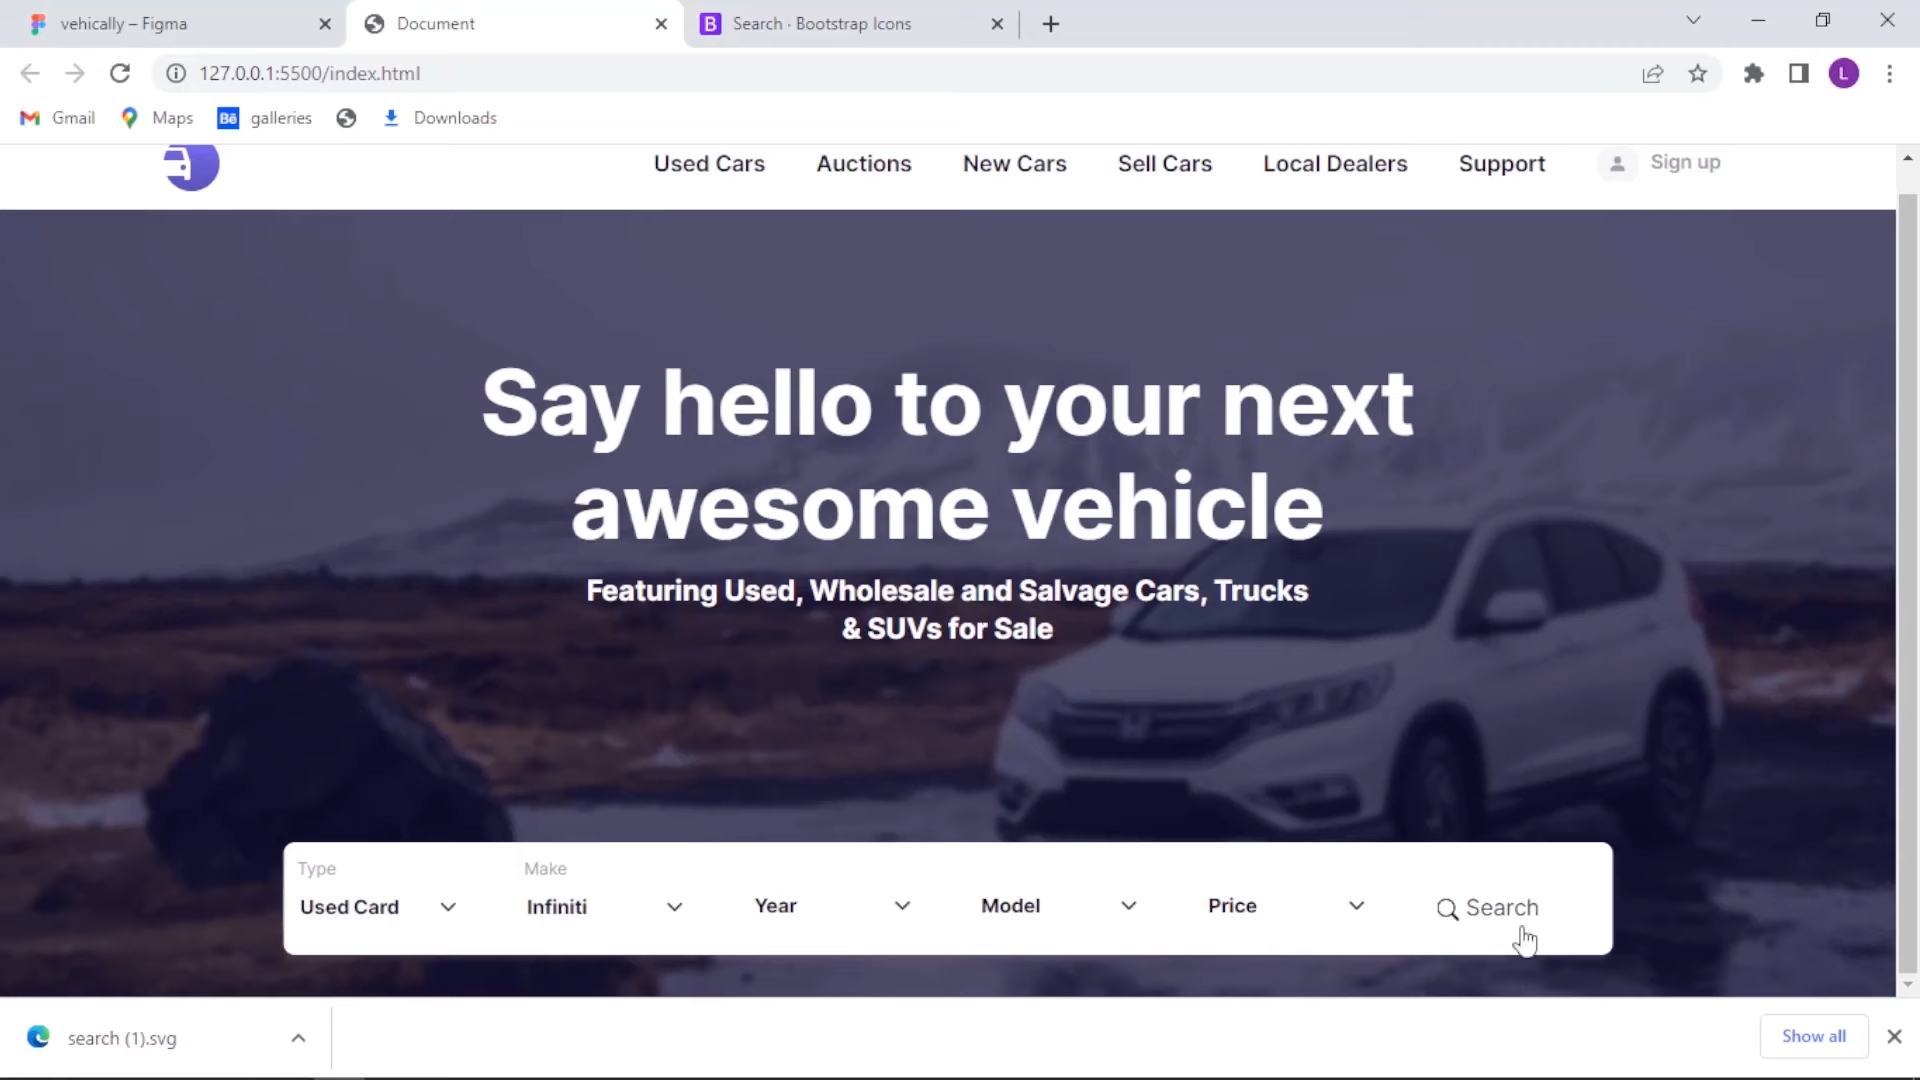 vehically – Figma
Document
Search · Bootstrap Icons
127.0.0.1:5500/index.html
L
Gmail
Maps
Bē galleries
Downloads
Used Cars
Auctions
New Cars
Sell Cars
Local Dealers
Support
Sign up
Say hello to your next
awesome vehicle
Featuring Used, Wholesale and Salvage Cars, Trucks
& SUVs for Sale
Type
Make
Used Card
Infiniti
Year
Model
Price
Search
search (1).svg
Show all